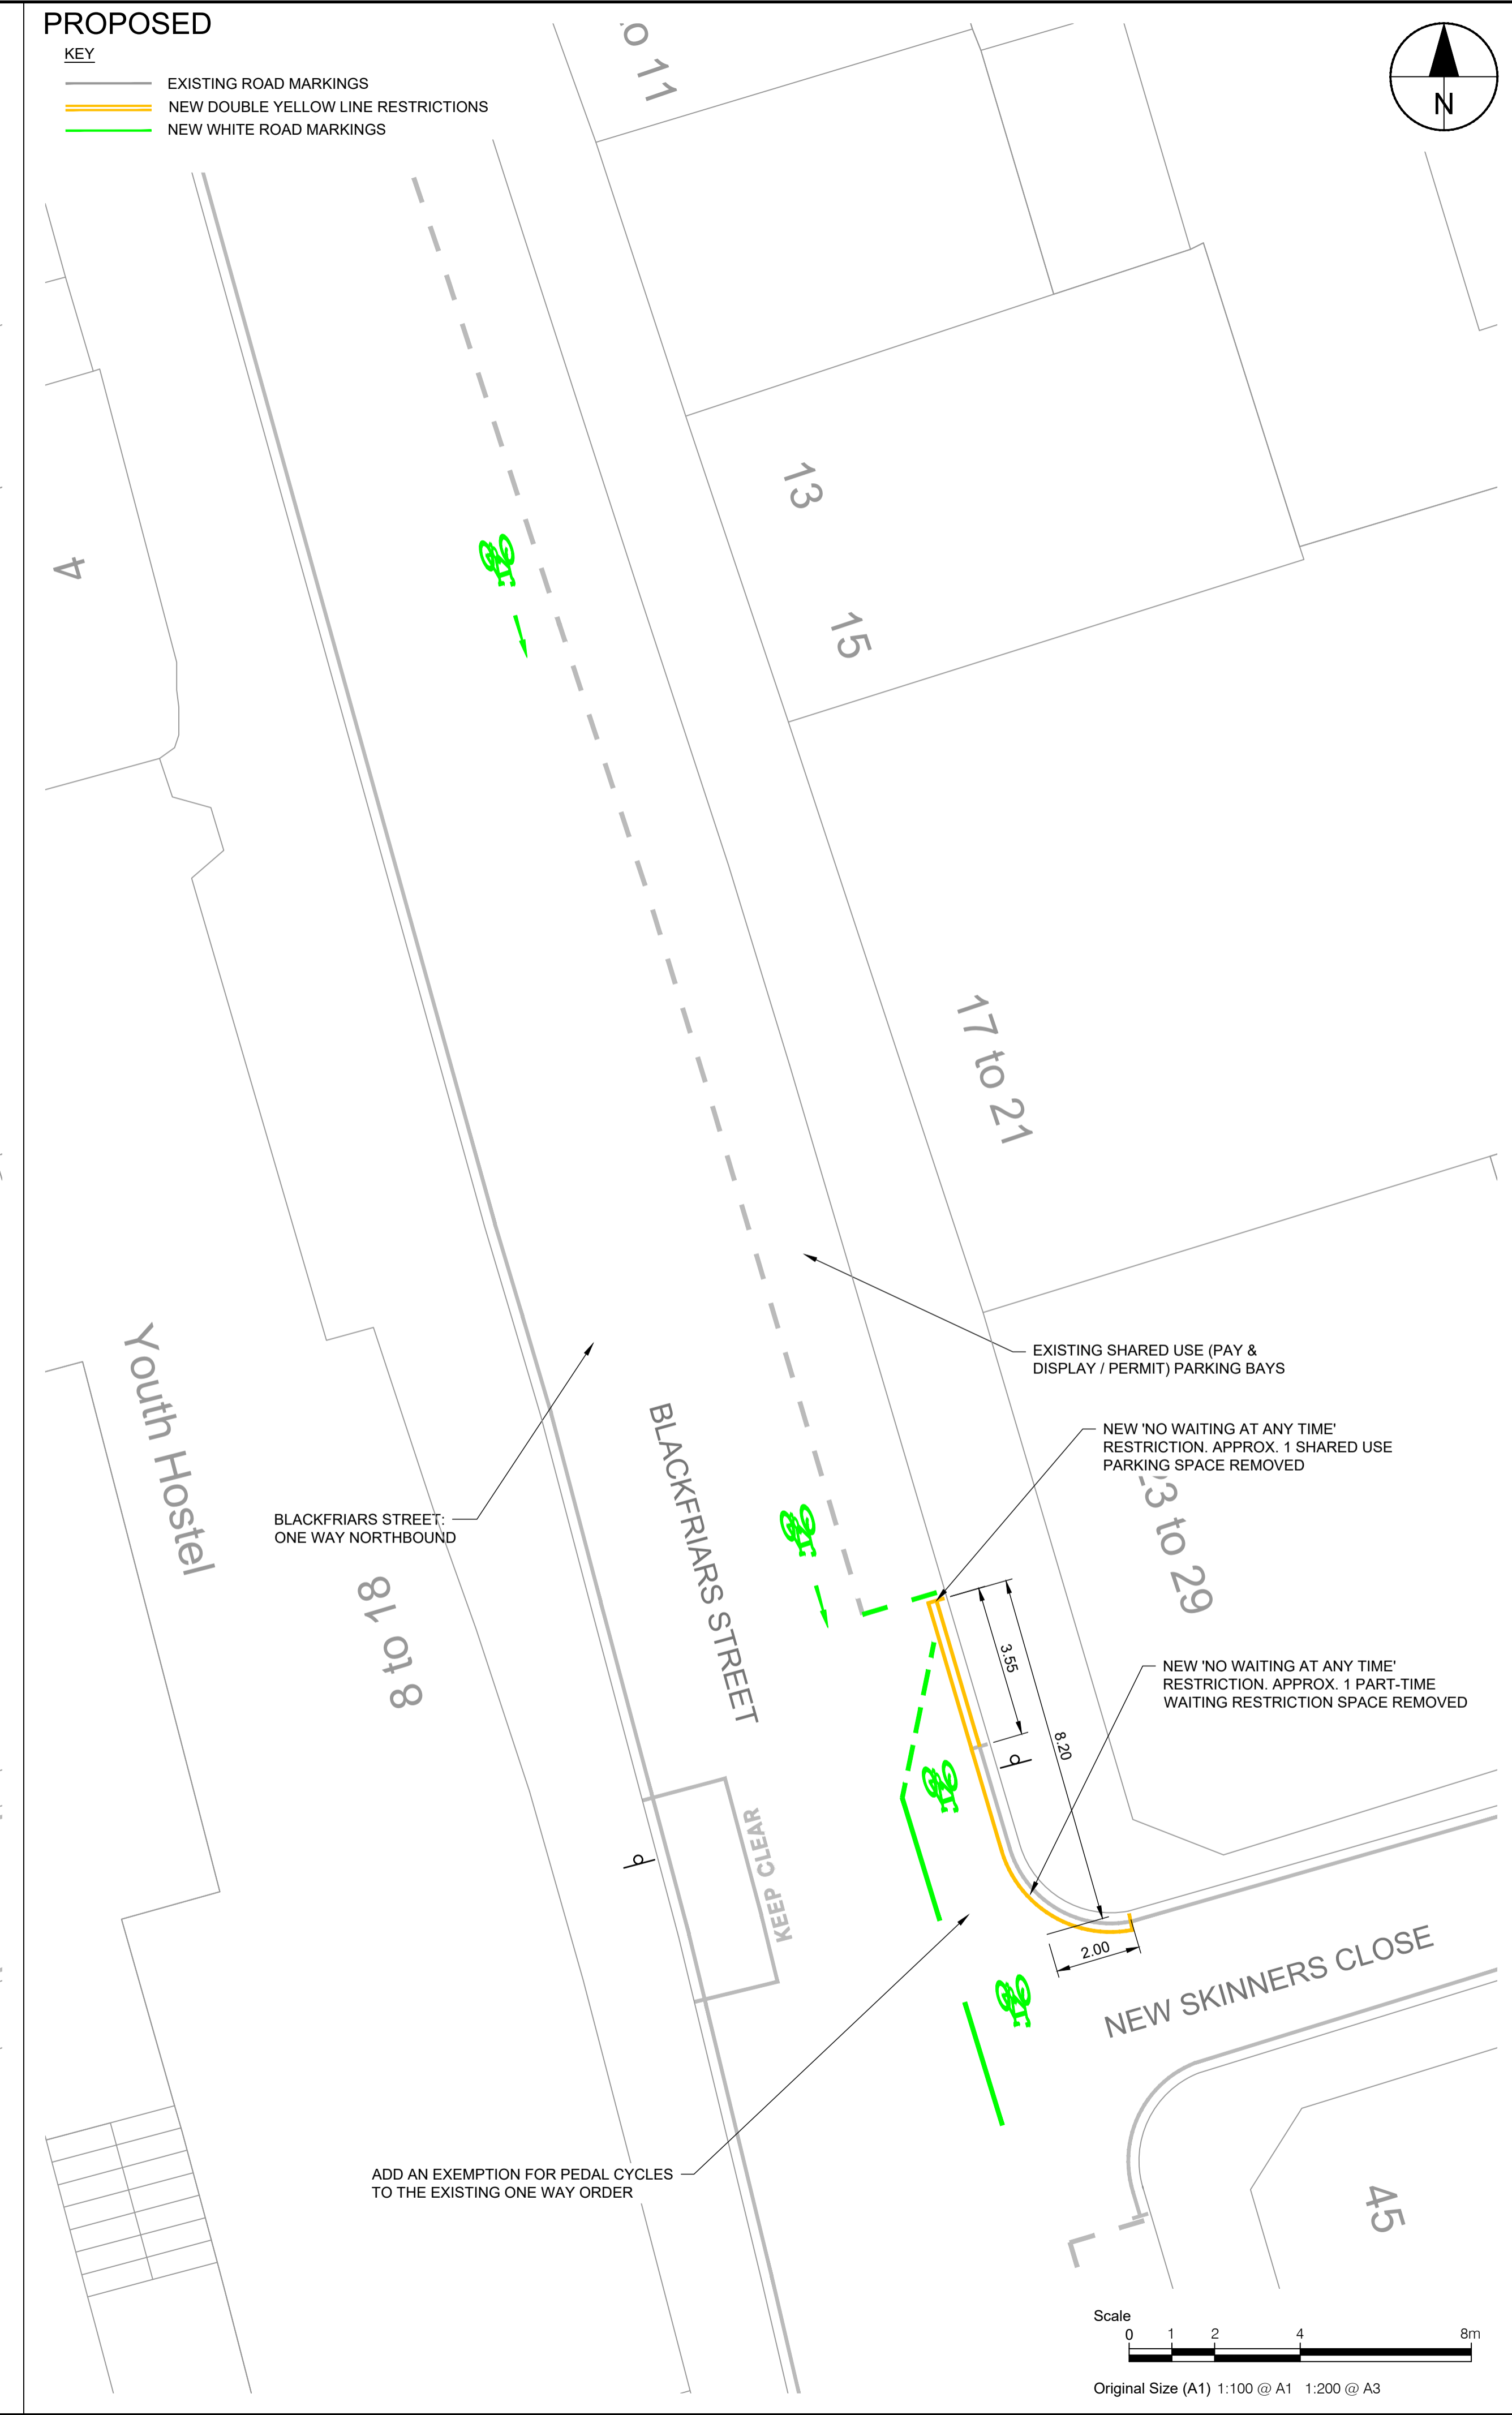 PROPOSED
KEY
EXISTING ROAD MARKINGS
NEW DOUBLE YELLOW LINE RESTRICTIONS
NEW WHITE ROAD MARKINGS
N
o 11
13
4
15
17 to 21
EXISTING SHARED USE (PAY &
DISPLAY / PERMIT) PARKING BAYS
Youth Hostel
BLACKFRIARS STREET
NEW 'NO WAITING AT ANY TIME'
RESTRICTION. APPROX. 1 SHARED USE
PARKING SPACE REMOVED
23 to 29
BLACKFRIARS STREET:
ONE WAY NORTHBOUND
8 to 18
3.55
8.20
NEW 'NO WAITING AT ANY TIME'
RESTRICTION. APPROX. 1 PART-TIME
WAITING RESTRICTION SPACE REMOVED
KEEP CLEAR
2.00
NEW SKINNERS CLOSE
ADD AN EXEMPTION FOR PEDAL CYCLES
TO THE EXISTING ONE WAY ORDER
45
Scale
0 1 2 4 8m
Original Size (A1) 1:100 @ A1 1:200 @ A3